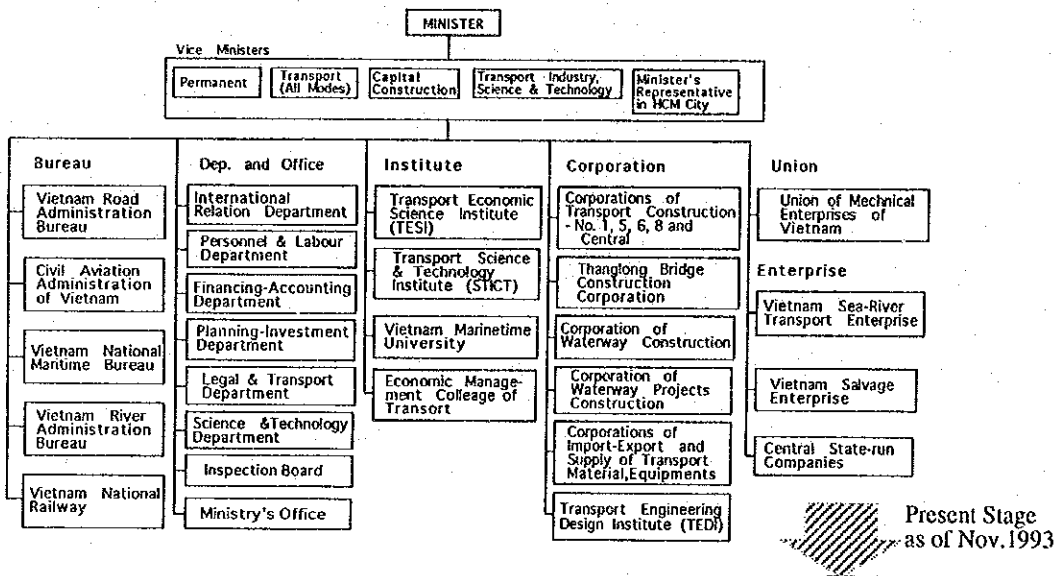 MINISTER
Vice Ministers
Permanent
Transport
(All Modes)
Capital
Construction
Transport Industry,
Science & Technology
Minister's
Representative
in HCM City
Bureau
Vietnam Road
Administration
Bureau
Civil Aviation
Administration
of Vietnam
Vietnam National
Maritime Bureau
Vietnam River
Administration
Bureau
Vietnam National
Railway
Dep. and Office
International
Relation Department
Personnel & Labour
Department
Financing-Accounting
Department
Planning-Investment
Department
Legal & Transport
Department
Science &Technology
Department
Inspection Board
Ministry's Office
Institute
Transport Economic
Science Institute
(TESI)
Transport Science
& Technology
Institute (STICT)
Vietnam Marinetime
University
Economic Manage-
ment Colleage of
Transort
Corporation
Corporations of
Transport Construction
- No. 1, 5, 6, 8 and
Central
Thanglong Bridge
Construction
Corporation
Corporation of
Waterway Construction
Corporation of
Waterway Projects
Construction
Corporations of
Import-Export and
Supply of Transport
Material,Equipments
Transport Engineering
Design Institute (TEDI)
Union
Union of Mechnical
Enterprises of
Vietnam
Enterprise
Vietnam Sea-River
Transport Enterprise
Vietnam Salvage
Enterprise
Central State-run
Companies
Present Stage
as of Nov.1993